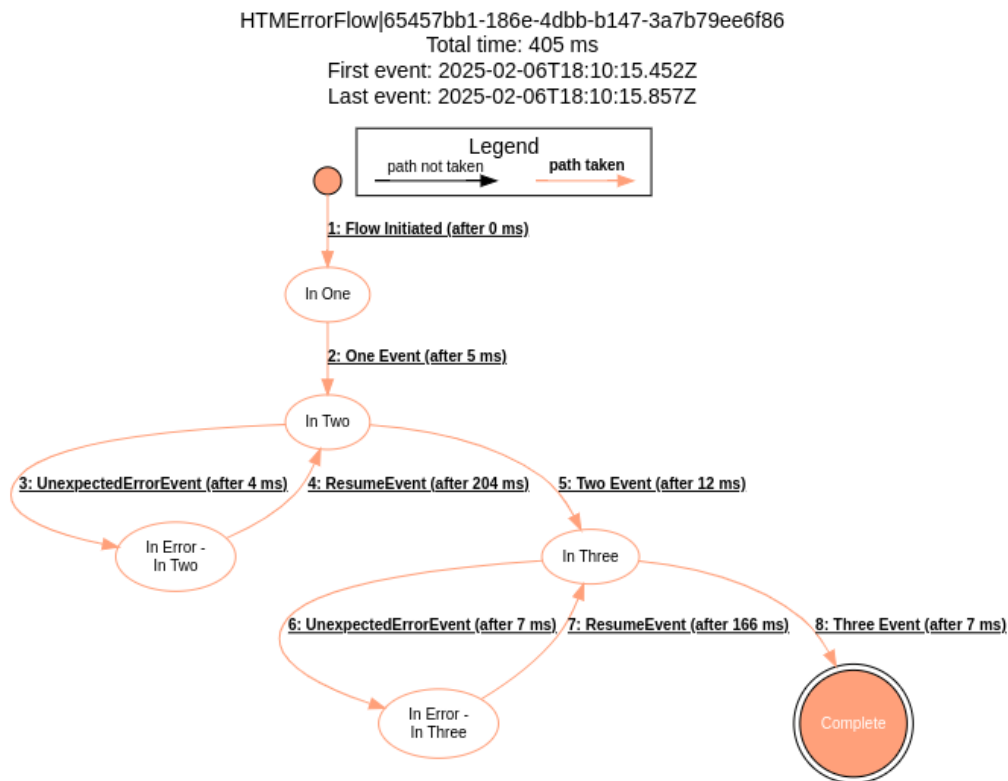 HTMErrorFlow|65457bb1-186e-4dbb-b147-3a7b79ee6f86
Total time: 405 ms
First event: 2025-02-06T18:10:15.452Z
Last event: 2025-02-06T18:10:15.857Z
Legend
path not taken
path taken
1: Flow Initiated (after 0 ms)
In One
2: One Event (after 5 ms)
In Two
3: UnexpectedErrorEvent (after 4 ms)
4: ResumeEvent (after 204 ms)
5: Two Event (after 12 ms)
In Error -
In Two
In Three
6: UnexpectedErrorEvent (after 7 ms)
7: ResumeEvent (after 166 ms)
8: Three Event (after 7 ms)
In Error -
In Three
Complete